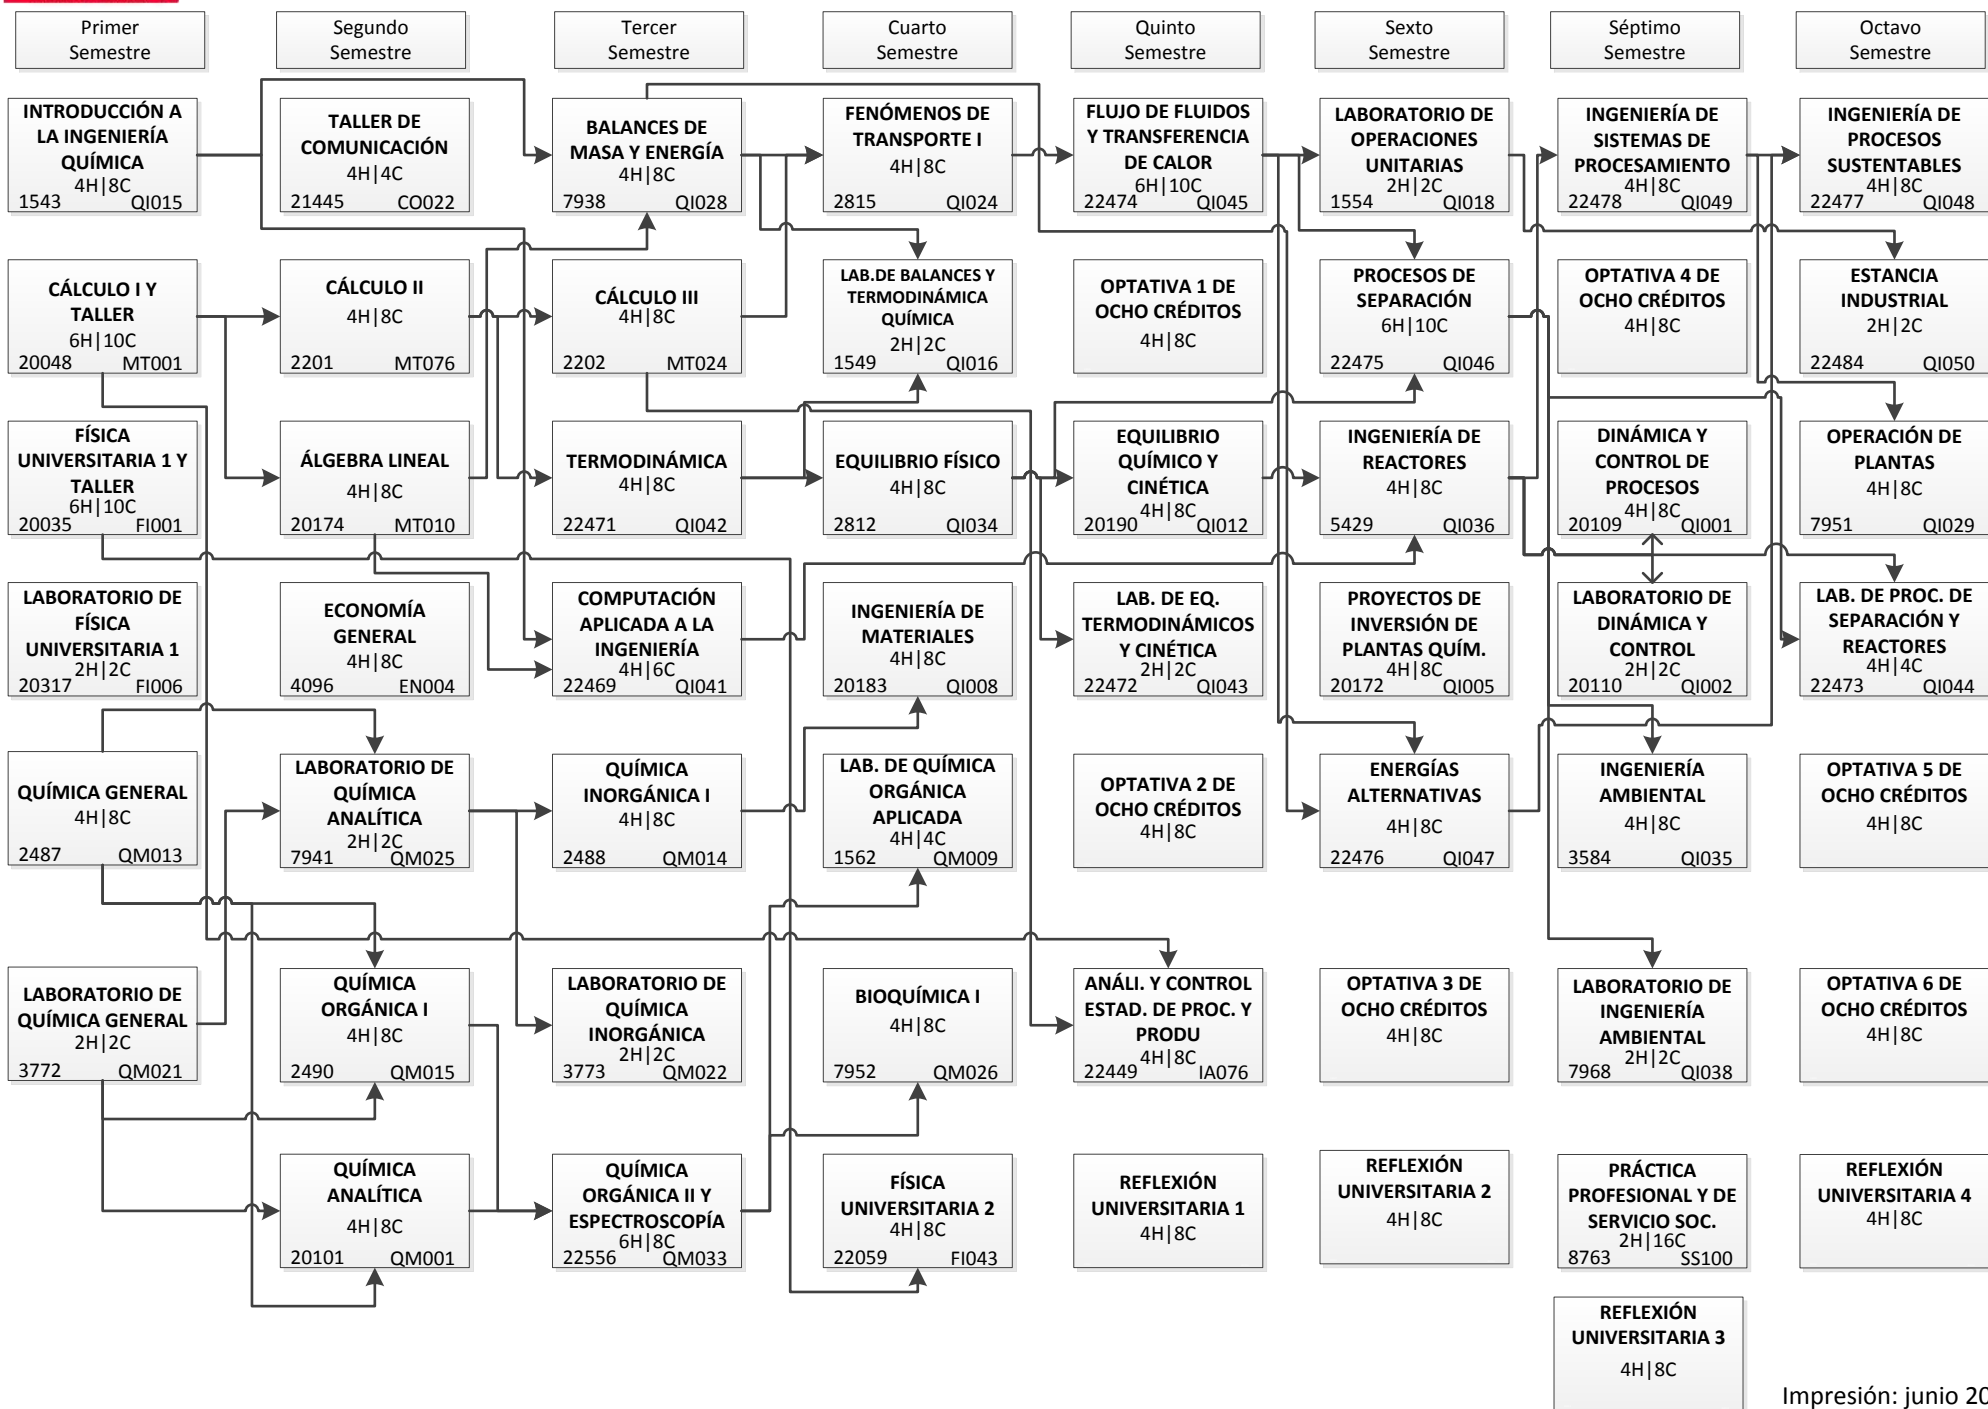 Primer
Semestre
Segundo
Semestre
Tercer
Semestre
Cuarto
Semestre
Quinto
Semestre
Sexto
Semestre
Séptimo
Semestre
Octavo
Semestre
INTRODUCCIÓN A
LA INGENIERÍA
QUÍMICA
4H|8C
1543 QI015
TALLER DE
COMUNICACIÓN
4H|4C
21445 CO022
BALANCES DE
MASA Y ENERGÍA
4H|8C
7938 QI028
FENÓMENOS DE
TRANSPORTE I
4H|8C
2815 QI024
FLUJO DE FLUIDOS
Y TRANSFERENCIA
DE CALOR
6H|10C
22474 QI045
LABORATORIO DE
OPERACIONES
UNITARIAS
2H|2C
1554 QI018
INGENIERÍA DE
SISTEMAS DE
PROCESAMIENTO
4H|8C
22478 QI049
INGENIERÍA DE
PROCESOS
SUSTENTABLES
4H|8C
22477 QI048
CÁLCULO I Y
TALLER
6H|10C
20048 MT001
CÁLCULO II
4H|8C
2201 MT076
CÁLCULO III
4H|8C
2202 MT024
LAB.DE BALANCES Y
TERMODINÁMICA
QUÍMICA
2H|2C
1549 QI016
OPTATIVA 1 DE
OCHO CRÉDITOS
4H|8C
PROCESOS DE
SEPARACIÓN
6H|10C
22475 QI046
OPTATIVA 4 DE
OCHO CRÉDITOS
4H|8C
ESTANCIA
INDUSTRIAL
2H|2C
22484 QI050
FÍSICA
UNIVERSITARIA 1 Y
TALLER
6H|10C
20035 FI001
ÁLGEBRA LINEAL
4H|8C
20174 MT010
TERMODINÁMICA
4H|8C
22471 QI042
EQUILIBRIO FÍSICO
4H|8C
2812 QI034
EQUILIBRIO
QUÍMICO Y
CINÉTICA
4H|8C
20190 QI012
INGENIERÍA DE
REACTORES
4H|8C
5429 QI036
DINÁMICA Y
CONTROL DE
PROCESOS
4H|8C
20109 QI001
OPERACIÓN DE
PLANTAS
4H|8C
7951 QI029
LABORATORIO DE
FÍSICA
UNIVERSITARIA 1
2H|2C
20317 FI006
ECONOMÍA
GENERAL
4H|8C
4096 EN004
COMPUTACIÓN
APLICADA A LA
INGENIERÍA
4H|6C
22469 QI041
INGENIERÍA DE
MATERIALES
4H|8C
20183 QI008
LAB. DE EQ.
TERMODINÁMICOS
Y CINÉTICA
2H|2C
22472 QI043
PROYECTOS DE
INVERSIÓN DE
PLANTAS QUÍM.
4H|8C
20172 QI005
LABORATORIO DE
DINÁMICA Y
CONTROL
2H|2C
20110 QI002
LAB. DE PROC. DE
SEPARACIÓN Y
REACTORES
4H|4C
22473 QI044
QUÍMICA GENERAL
4H|8C
2487 QM013
LABORATORIO DE
QUÍMICA
ANALÍTICA
2H|2C
7941 QM025
QUÍMICA
INORGÁNICA I
4H|8C
2488 QM014
LAB. DE QUÍMICA
ORGÁNICA
APLICADA
4H|4C
1562 QM009
OPTATIVA 2 DE
OCHO CRÉDITOS
4H|8C
ENERGÍAS
ALTERNATIVAS
4H|8C
22476 QI047
INGENIERÍA
AMBIENTAL
4H|8C
3584 QI035
OPTATIVA 5 DE
OCHO CRÉDITOS
4H|8C
LABORATORIO DE
QUÍMICA GENERAL
2H|2C
3772 QM021
QUÍMICA
ORGÁNICA I
4H|8C
2490 QM015
LABORATORIO DE
QUÍMICA
INORGÁNICA
2H|2C
3773 QM022
BIOQUÍMICA I
4H|8C
7952 QM026
ANÁLI. Y CONTROL
ESTAD. DE PROC. Y
PRODU
4H|8C
22449 IA076
OPTATIVA 3 DE
OCHO CRÉDITOS
4H|8C
LABORATORIO DE
INGENIERÍA
AMBIENTAL
2H|2C
7968 QI038
OPTATIVA 6 DE
OCHO CRÉDITOS
4H|8C
QUÍMICA
ANALÍTICA
4H|8C
20101 QM001
QUÍMICA
ORGÁNICA II Y
ESPECTROSCOPÍA
6H|8C
22556 QM033
FÍSICA
UNIVERSITARIA 2
4H|8C
22059 FI043
REFLEXIÓN
UNIVERSITARIA 1
4H|8C
REFLEXIÓN
UNIVERSITARIA 2
4H|8C
PRÁCTICA
PROFESIONAL Y DE
SERVICIO SOC.
2H|16C
8763 SS100
REFLEXIÓN
UNIVERSITARIA 4
4H|8C
REFLEXIÓN
UNIVERSITARIA 3
4H|8C
Impresión: junio 20